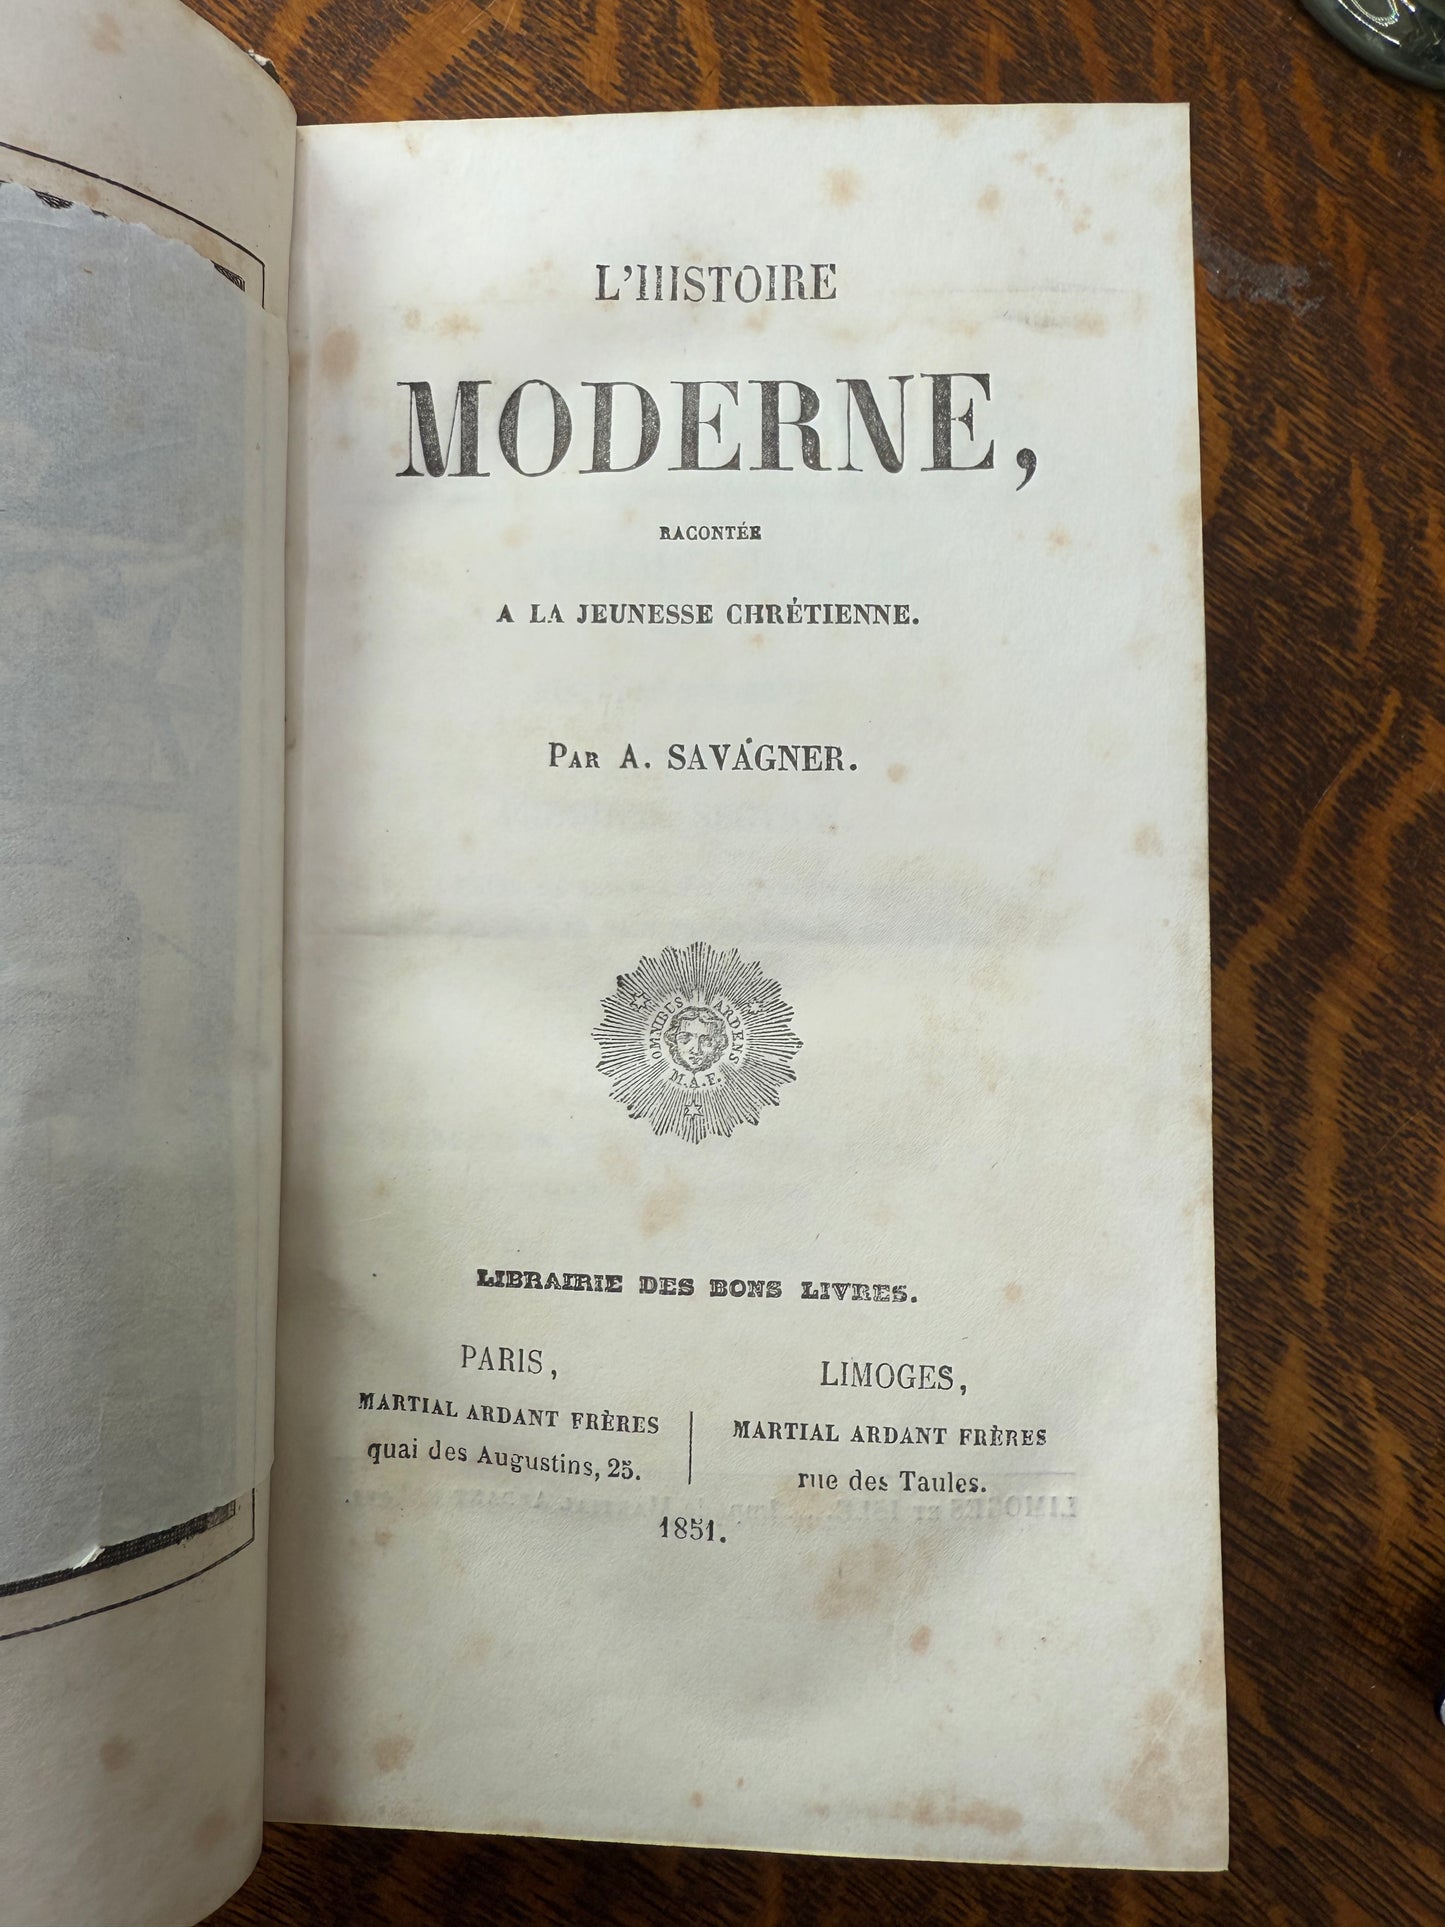 L'HISTOIRE
MODERNE,
RACONTÉE
A LA JEUNESSE CHRÉTIENNE.
PAR A. SAVAGNER.
OMNIBUS ARDENS
M.A.F.
LIBRAIRIE DES BONS LIVRES.
PARIS,
MARTIAL ARDANT FRÈRES
quai des Augustins, 25.
LIMOGES,
MARTIAL ARDANT FRÈRES
rue des Taules.
1851.